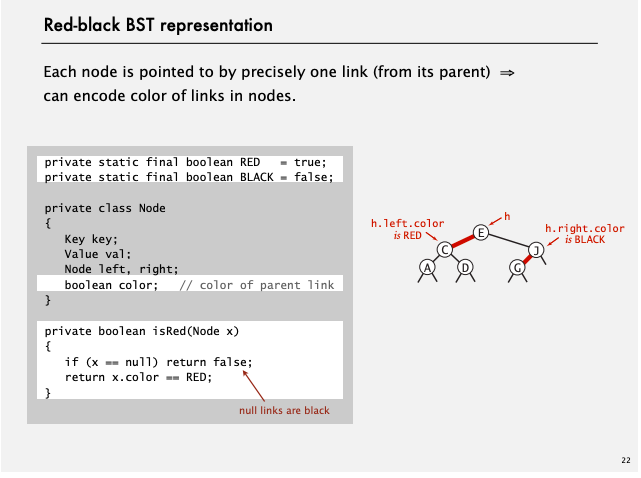 Red-black BST representation
Each node is pointed to by precisely one link (from its parent) ⇒
can encode color of links in nodes.
private static final boolean RED   = true;
private static final boolean BLACK = false;
private class Node
{
   Key key;
   Value val;
   Node left, right;
   boolean color;   // color of parent link
}
private boolean isRed(Node x)
{
   if (x == null) return false;
   return x.color == RED;
}
null links are black
h
h.left.color
is RED
h.right.color
is BLACK
E
C
J
A
D
G
22